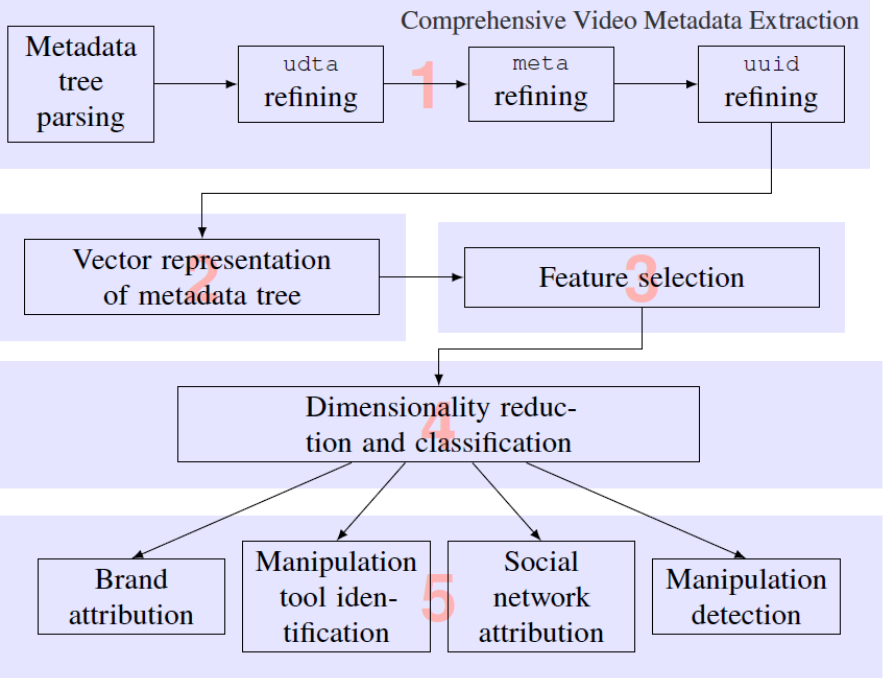 Comprehensive Video Metadata Extraction
Metadata
tree
parsing
udta
refining
1
meta
refining
uuid
refining
Vector representation
of metadata tree
2
Feature selection
3
Dimensionality reduc-
tion and classification
4
Brand
attribution
Manipulation
tool iden-
tification
5
Social
network
attribution
Manipulation
detection